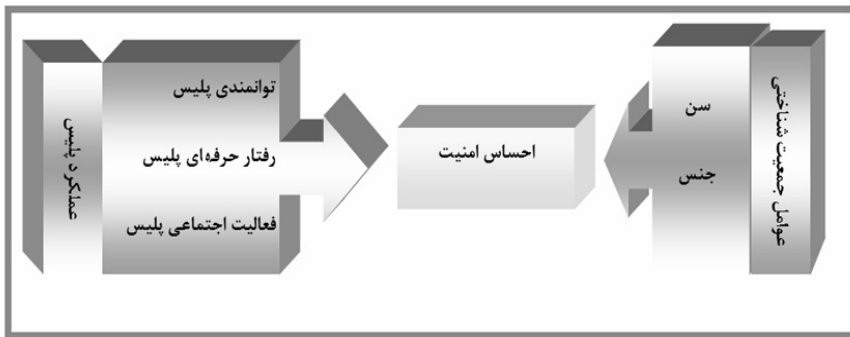 عوامل جمعیت شناختی
سن
جنس
احساس امنیت
توانمندی پلیس
رفتار حرفه‌ای پلیس
فعالیت اجتماعی پلیس
عملکرد پلیس